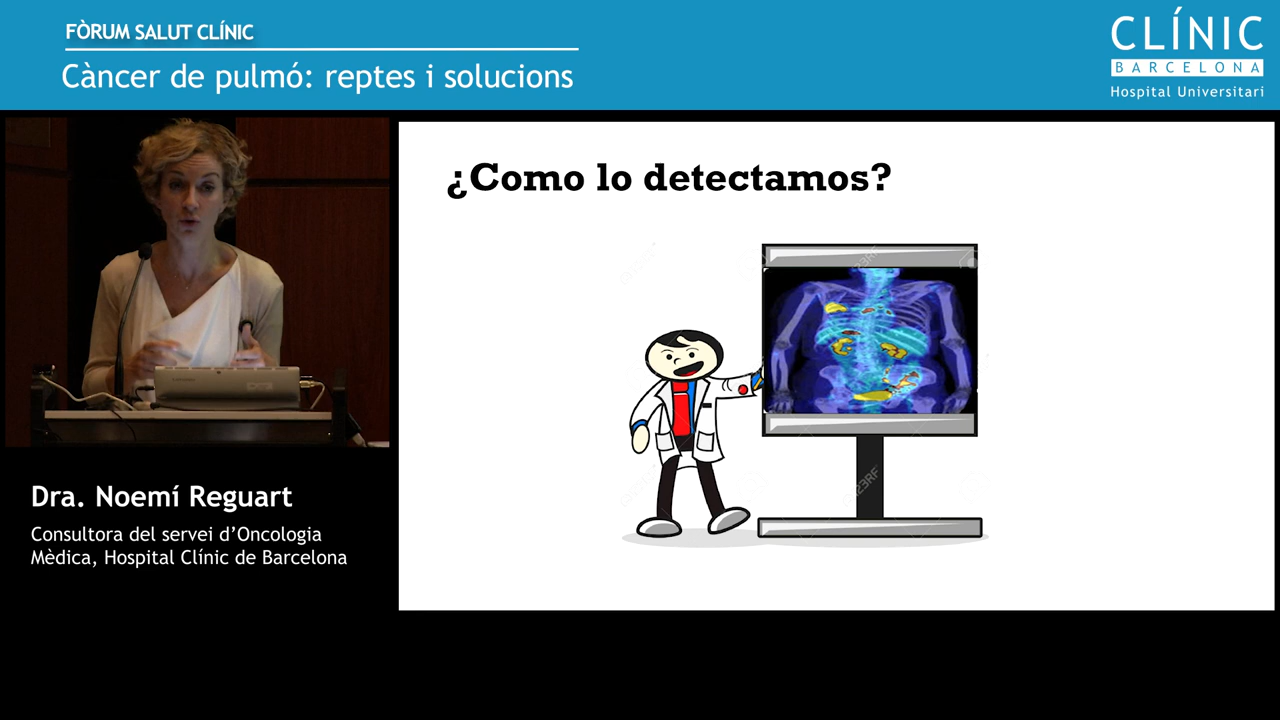 FÒRUM SALUT CLÍNIC
Càncer de pulmó: reptes i solucions
CLÍNIC
BARCELONA
Hospital Universitari
¿Como lo detectamos?
123RF
Dra. Noemí Reguart
Consultora del servei d’Oncologia
Mèdica, Hospital Clínic de Barcelona